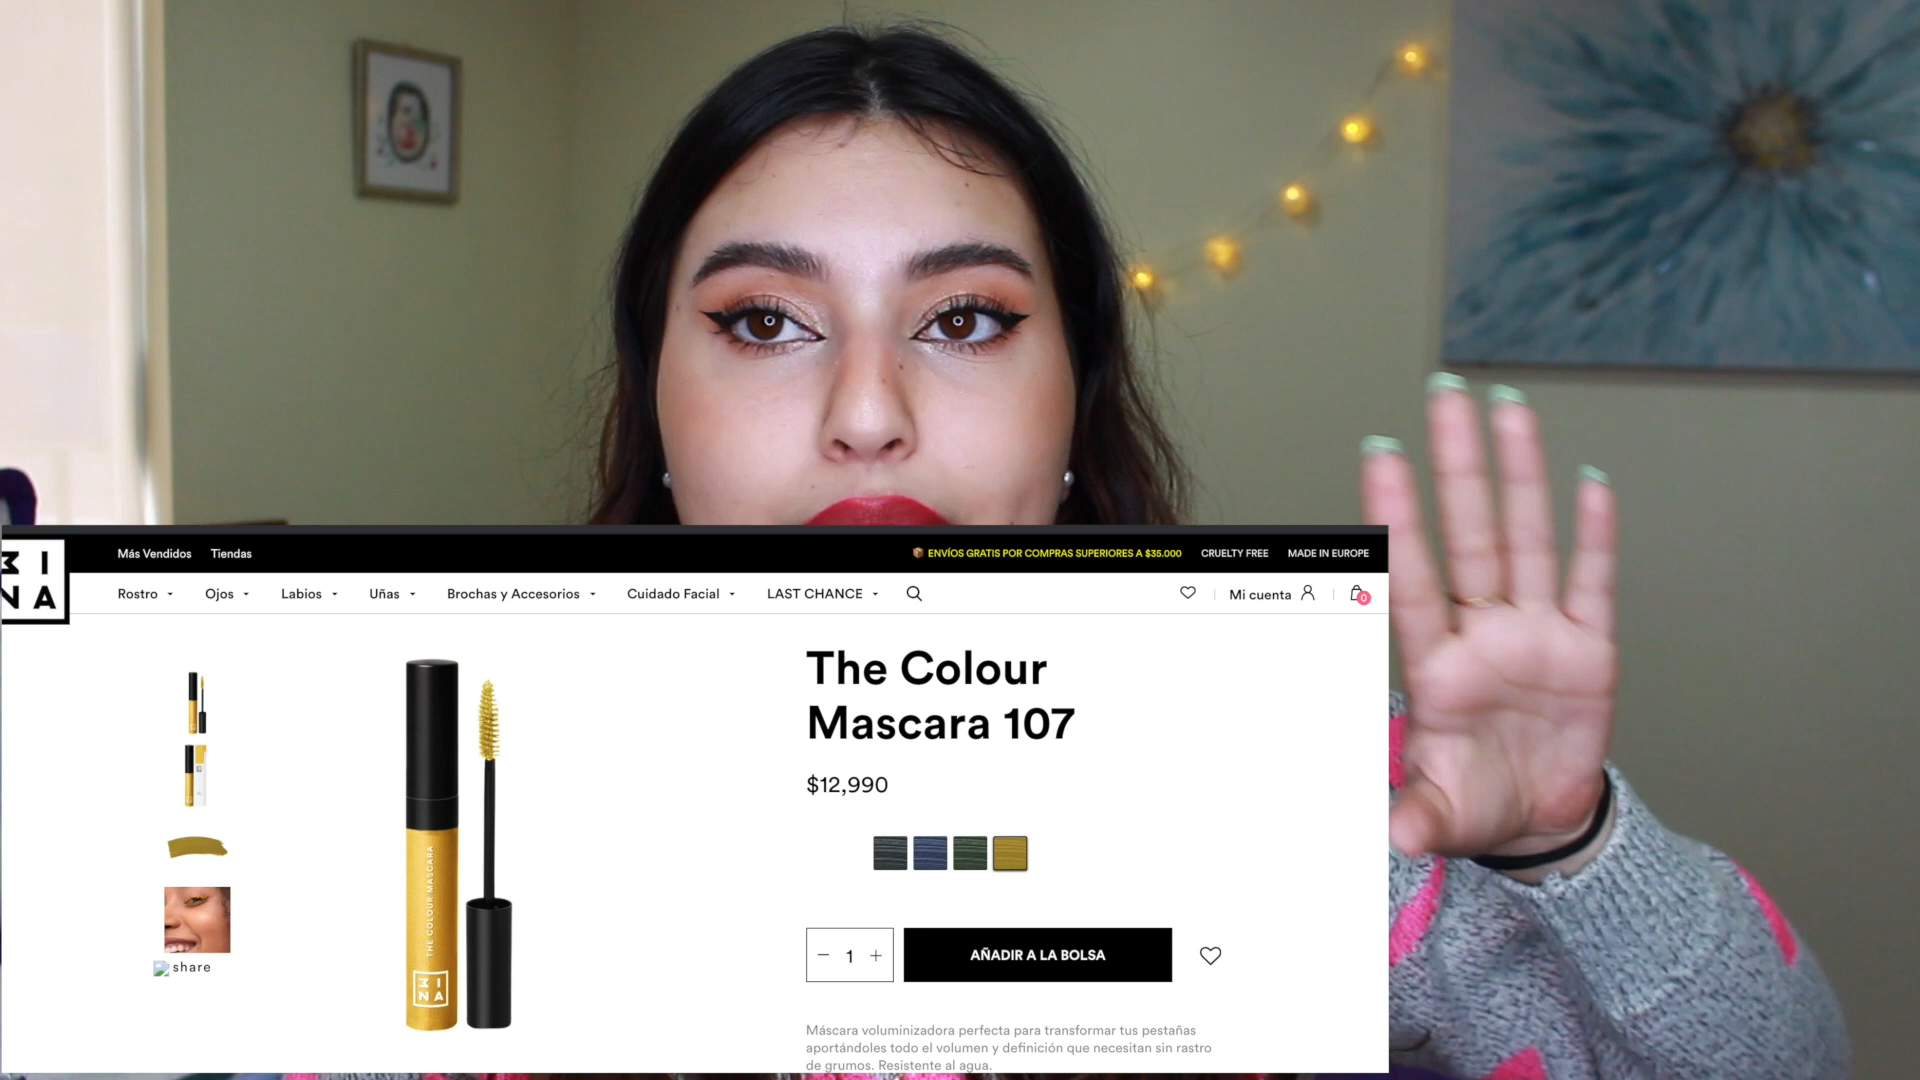 3INA
Más Vendidos Tiendas
ENVÍOS GRATIS POR COMPRAS SUPERIORES A $35.000 CRUELTY FREE MADE IN EUROPE
Rostro Ojos Labios Uñas Brochas y Accesorios Cuidado Facial LAST CHANCE
Mi cuenta 0
The Colour
Mascara 107
$12,990
THE COLOUR MASCARA
3INA
share
− 1 +
AÑADIR A LA BOLSA
Máscara voluminizadora perfecta para transformar tus pestañas
aportándoles todo el volumen y definición que necesitan sin rastro
de grumos. Resistente al agua.